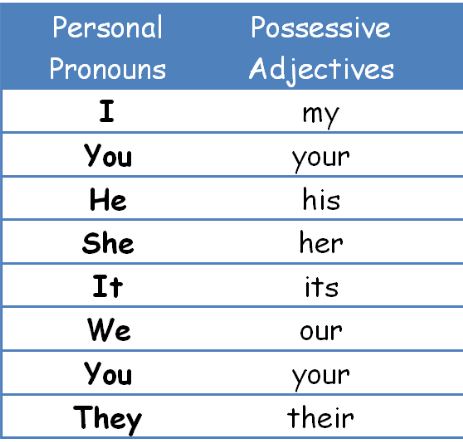 Personal Possessive
Pronouns Adjectives
I my
You your
He his
She her
It its
We our
You your
They their